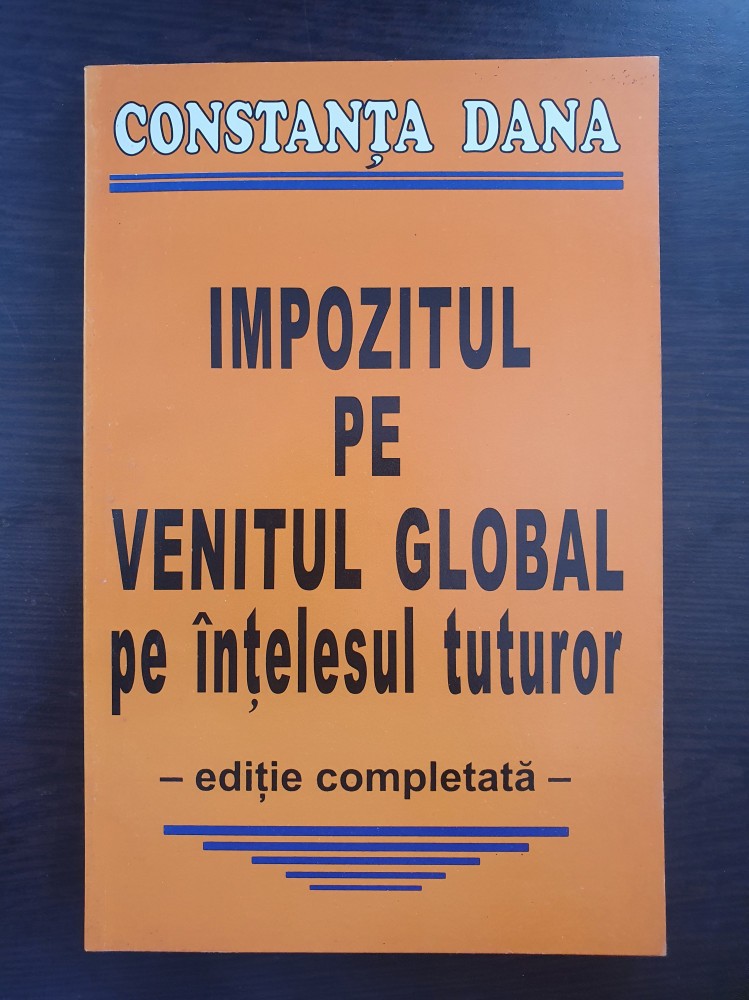 CONSTANȚA DANA
IMPOZITUL
PE
VENITUL GLOBAL
pe înțelesul tuturor
– ediție completată –